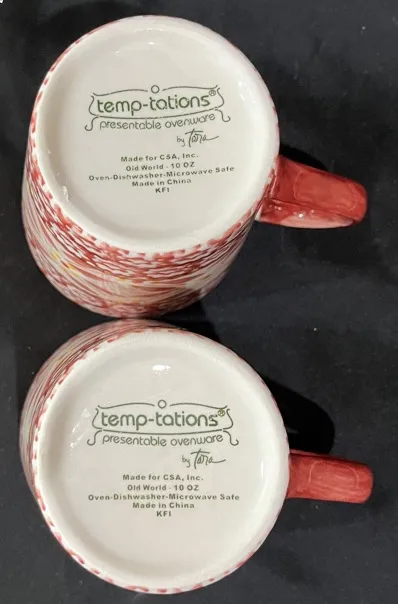 temp-tations®
presentable ovenware
by Tara
Made for CSA, Inc.
Old World - 10 OZ
Oven-Dishwasher-Microwave Safe
Made in China
KFI
temp-tations®
presentable ovenware
by Tara
Made for CSA, Inc.
Old World - 10 OZ
Oven-Dishwasher-Microwave Safe
Made in China
KFI